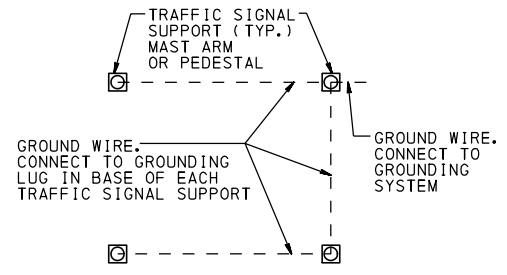 TRAFFIC SIGNAL
SUPPORT (TYP.)
MAST ARM
OR PEDESTAL
GROUND WIRE.
CONNECT TO GROUNDING
LUG IN BASE OF EACH
TRAFFIC SIGNAL SUPPORT
GROUND WIRE.
CONNECT TO
GROUNDING
SYSTEM